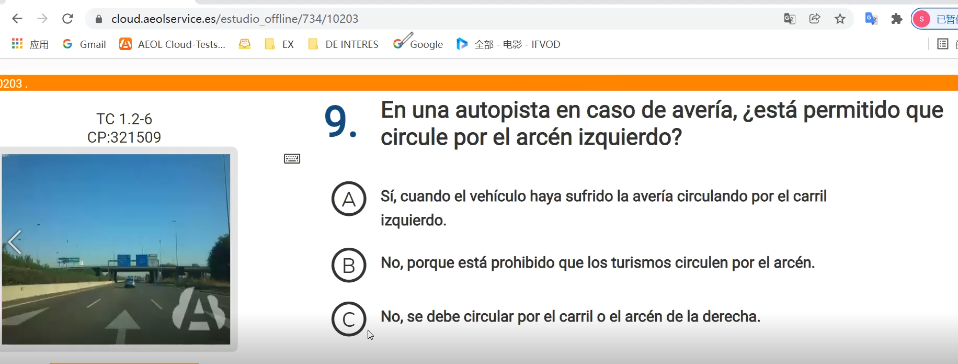 cloud.aeolservice.es/estudio_offline/734/10203
S
已暂
应用
Gmail
AEOL Cloud-Tests...
EX
DE INTERES
Google
全部 - 电影 - IFVOD
0203 .
TC 1.2-6
CP:321509
9.
En una autopista en caso de avería, ¿está permitido que
circule por el arcén izquierdo?
A
Sí, cuando el vehículo haya sufrido la avería circulando por el carril
izquierdo.
B
No, porque está prohibido que los turismos circulen por el arcén.
C
No, se debe circular por el carril o el arcén de la derecha.